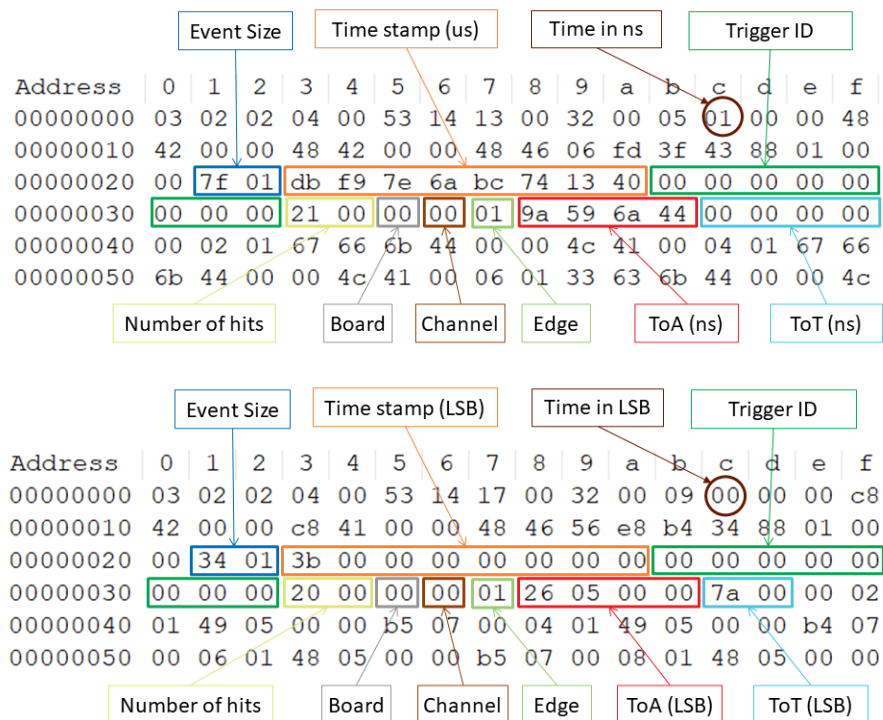 Event Size Time stamp (us) Time in ns Trigger ID
Address 0 1 2 3 4 5 6 7 8 9 a b c d e f
00000000 03 02 02 04 00 53 14 13 00 32 00 05 01 00 00 48
00000010 42 00 00 48 42 00 00 48 46 06 fd 3f 43 88 01 00
00000020 00 7f 01 db f9 7e 6a bc 74 13 40 00 00 00 00 00
00000030 00 00 00 21 00 00 00 01 9a 59 6a 44 00 00 00 00
00000040 00 02 01 67 66 6b 44 00 00 4c 41 00 04 01 67 66
00000050 6b 44 00 00 4c 41 00 06 01 33 63 6b 44 00 00 4c
Number of hits Board Channel Edge ToA (ns) ToT (ns)
Event Size Time stamp (LSB) Time in LSB Trigger ID
Address 0 1 2 3 4 5 6 7 8 9 a b c d e f
00000000 03 02 02 04 00 53 14 17 00 32 00 09 00 00 00 c8
00000010 42 00 00 c8 41 00 00 48 46 56 e8 b4 34 88 01 00
00000020 00 34 01 3b 00 00 00 00 00 00 00 00 00 00 00 00
00000030 00 00 00 20 00 00 00 01 26 05 00 00 7a 00 00 02
00000040 01 49 05 00 00 b5 07 00 04 01 49 05 00 00 b4 07
00000050 00 06 01 48 05 00 00 b5 07 00 08 01 48 05 00 00
Number of hits Board Channel Edge ToA (LSB) ToT (LSB)